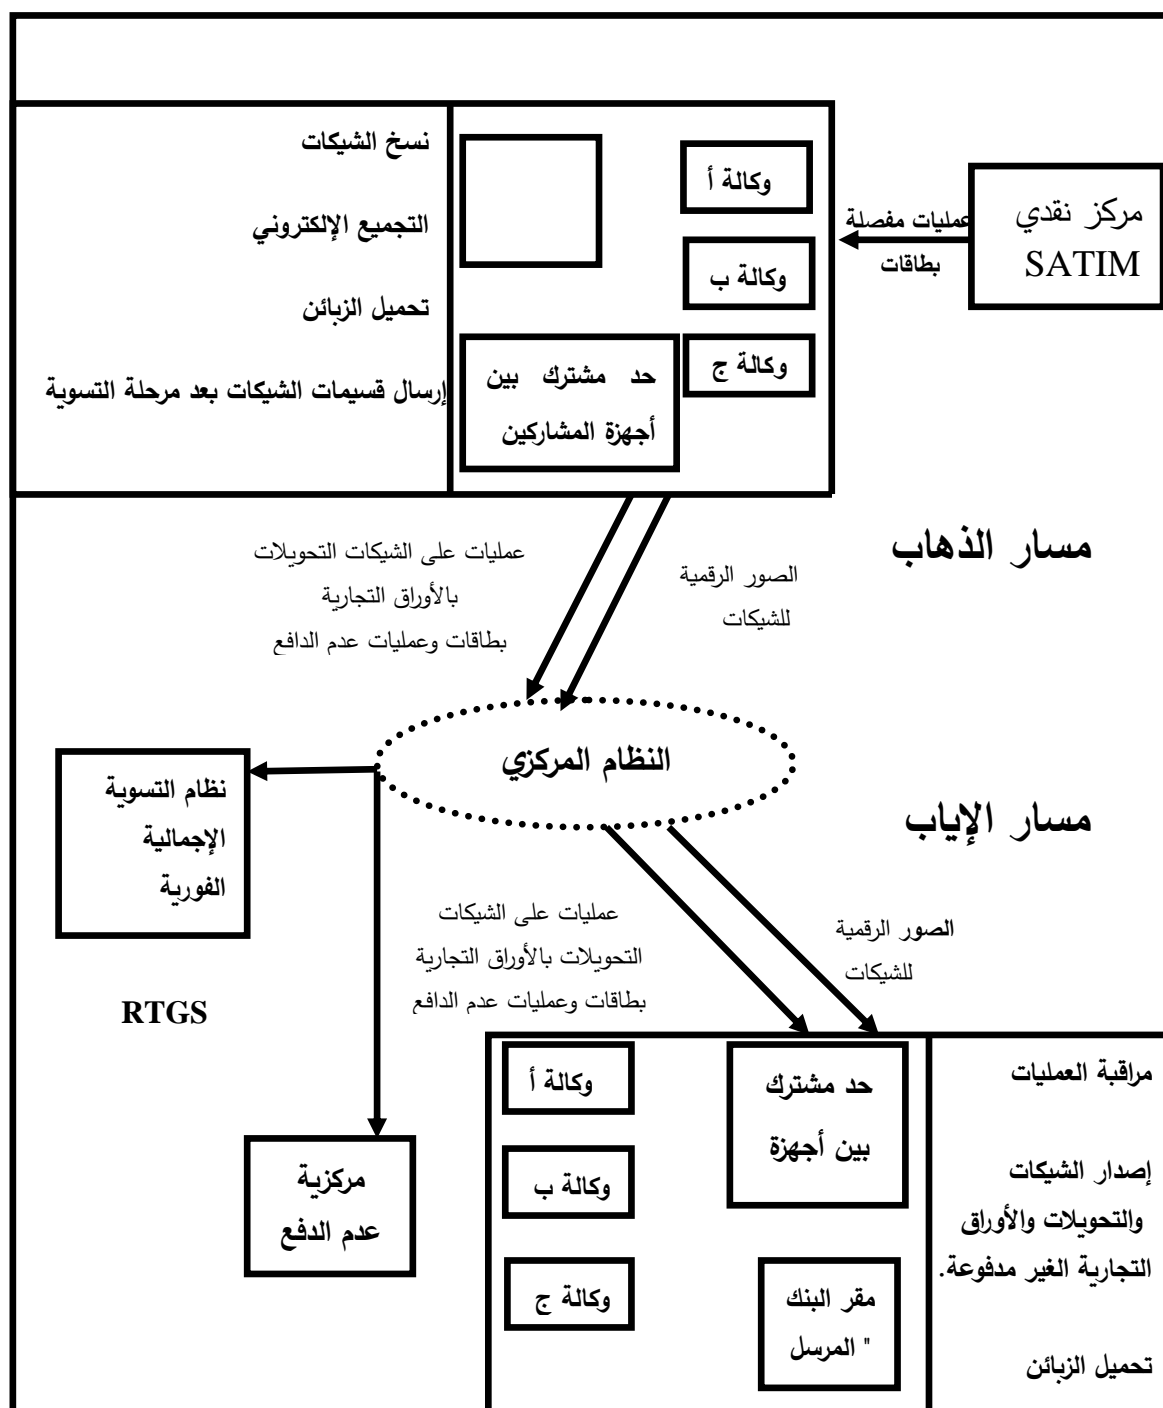 نسخ الشيكات
التجميع الإلكتروني
تحميل الزبائن
إرسال قسيمات الشيكات بعد مرحلة التسوية
وكالة أ
وكالة ب
وكالة ج
حد مشترك بين
أجهزة المشاركين
عمليات مفصلة
بطاقات
مركز نقدي
SATIM
مسار الذهاب
الصور الرقمية
للشيكات
عمليات على الشيكات التحويلات
بالأوراق التجارية
بطاقات وعمليات عدم الدافع
النظام المركزي
نظام التسوية
الإجمالية
الفورية
RTGS
مسار الإياب
الصور الرقمية
للشيكات
عمليات على الشيكات
التحويلات بالأوراق التجارية
بطاقات وعمليات عدم الدافع
مركزية
عدم الدفع
مراقبة العمليات
إصدار الشيكات
والتحويلات والأوراق
التجارية الغير مدفوعة.
تحميل الزبائن
حد مشترك
بين أجهزة
مقر البنك
" المرسل
وكالة أ
وكالة ب
وكالة ج